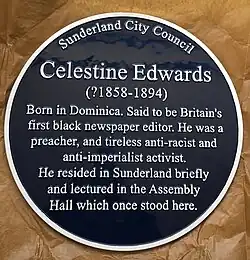 Sunderland City Council
Celestine Edwards
(?1858-1894)
Born in Dominica. Said to be Britain's
first black newspaper editor. He was a
preacher, and tireless anti-racist and
anti-imperialist activist.
He resided in Sunderland briefly
and lectured in the Assembly
Hall which once stood here.